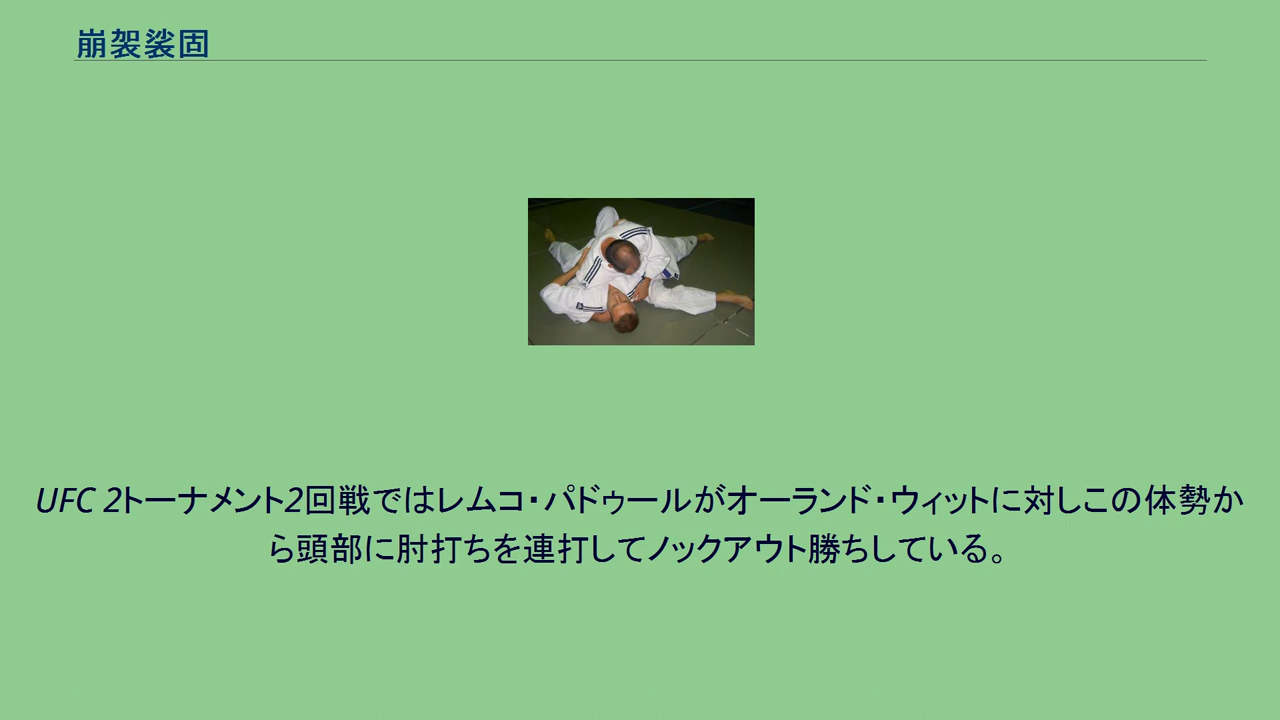 崩袈裟固
UFC 2トーナメント2回戦ではレムコ・パドゥールがオーランド・ウィットに対しこの体勢か
ら頭部に肘打ちを連打してノックアウト勝ちしている。